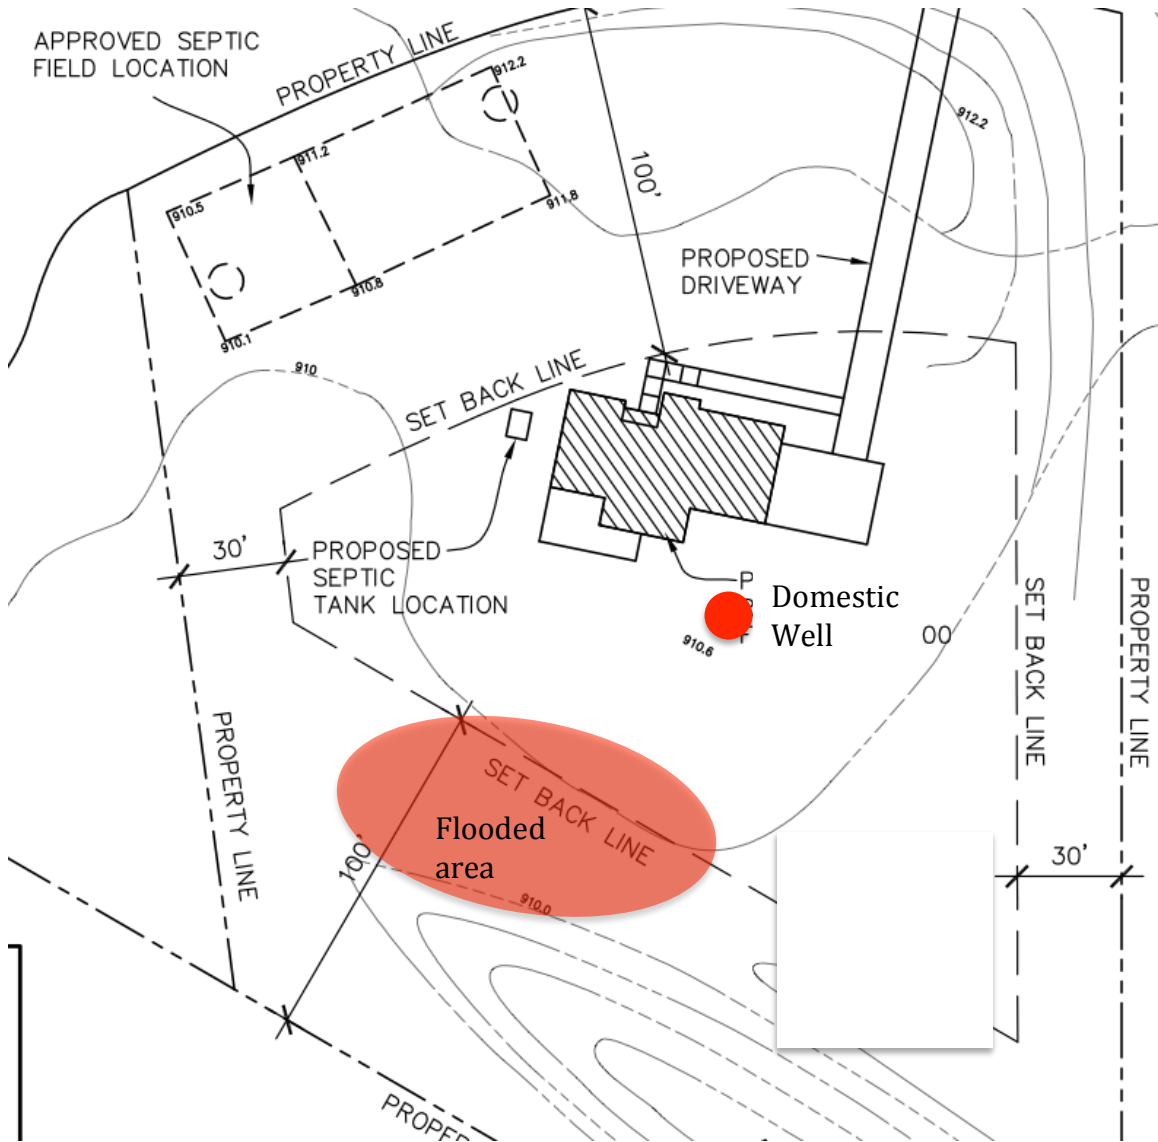 APPROVED SEPTIC
FIELD LOCATION
PROPERTY LINE
912.2
912.2
911.2
910.5
911.8
910.8
910.1
100'
PROPOSED
DRIVEWAY
910
SET BACK LINE
30'
PROPOSED
SEPTIC
TANK LOCATION
P
Domestic
Well
910.6
00
SET BACK LINE
PROPERTY LINE
PROPERTY LINE
SET BACK LINE
Flooded
area
100'
30'
910.0
PROPER